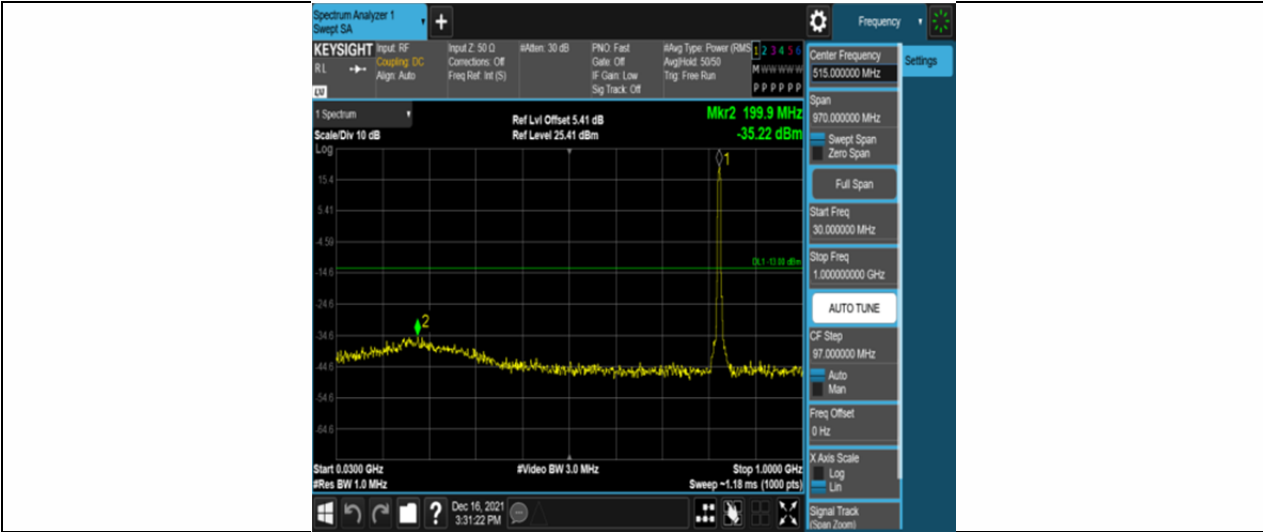 Spectrum Analyzer 1
Swept SA
+
Frequency
KEYSIGHT
RL
LV
Input: RF
Coupling: DC
Align: Auto
Input Z: 50 Ω
Corrections: Off
Freq Ref: Int (S)
#Atten: 30 dB
PNO: Fast
Gate: Off
IF Gain: Low
Sig Track: Off
#Avg Type: Power (RMS
Avg|Hold: 50/50
Trig: Free Run
1 2 3 4 5 6
M W W W W W
P P P P P P
Center Frequency
515.000000 MHz
Settings
Span
970.000000 MHz
Swept Span
Zero Span
Full Span
Start Freq
30.000000 MHz
Stop Freq
1.000000000 GHz
AUTO TUNE
CF Step
97.000000 MHz
Auto
Man
Freq Offset
0 Hz
X Axis Scale
Log
Lin
Signal Track
(Span Zoom)
1 Spectrum
Scale/Div 10 dB
Ref Lvl Offset 5.41 dB
Ref Level 25.41 dBm
Mkr2 199.9 MHz
-35.22 dBm
Log
1
15.4
5.41
-4.59
DL1 -13.00 dBm
-14.6
-24.6
2
-34.6
-44.6
-54.6
-64.6
Start 0.0300 GHz
#Video BW 3.0 MHz
Stop 1.0000 GHz
#Res BW 1.0 MHz
Sweep ~1.18 ms (1000 pts)
?
Dec 16, 2021
3:31:22 PM